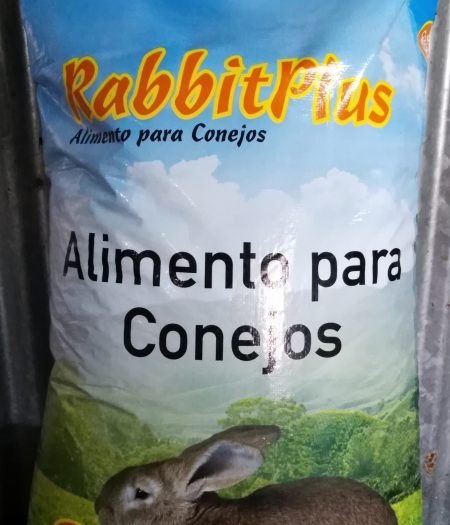 RabbitPlus
Alimento para Conejos
Alimento para
Conejos